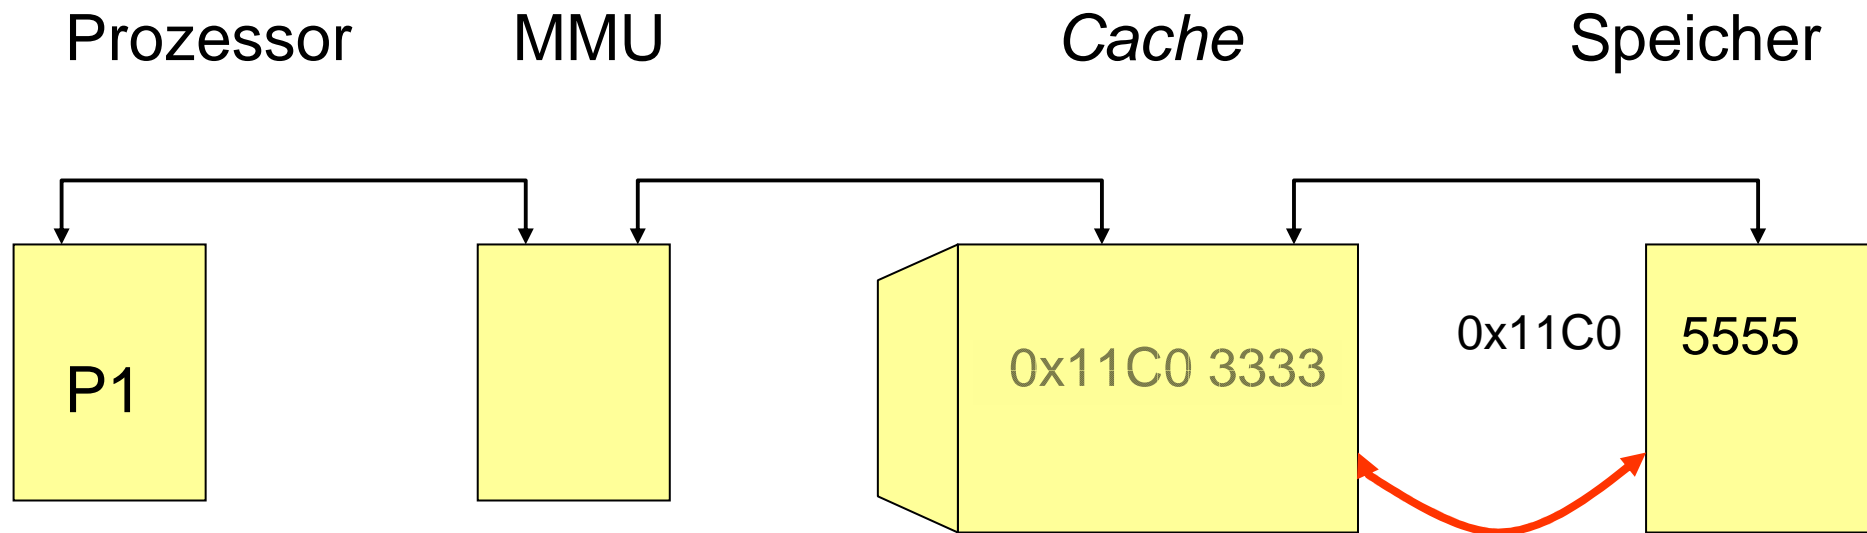 Prozessor MMU Cache Speicher
0x11C0 5555
0x11C0 3333
P1